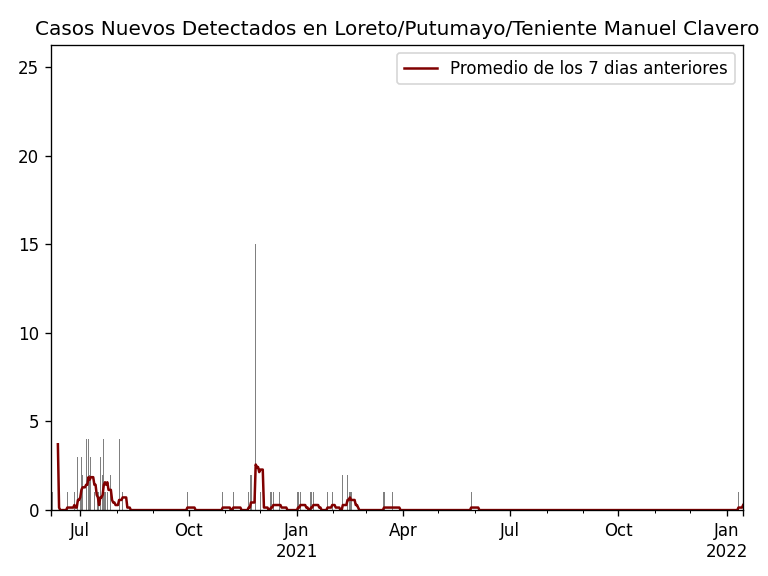 Casos Nuevos Detectados en Loreto/Putumayo/Teniente Manuel Clavero
Promedio de los 7 dias anteriores
25
20
15
10
5
0
Jul Oct Jan Apr Jul Oct Jan
2021 2022